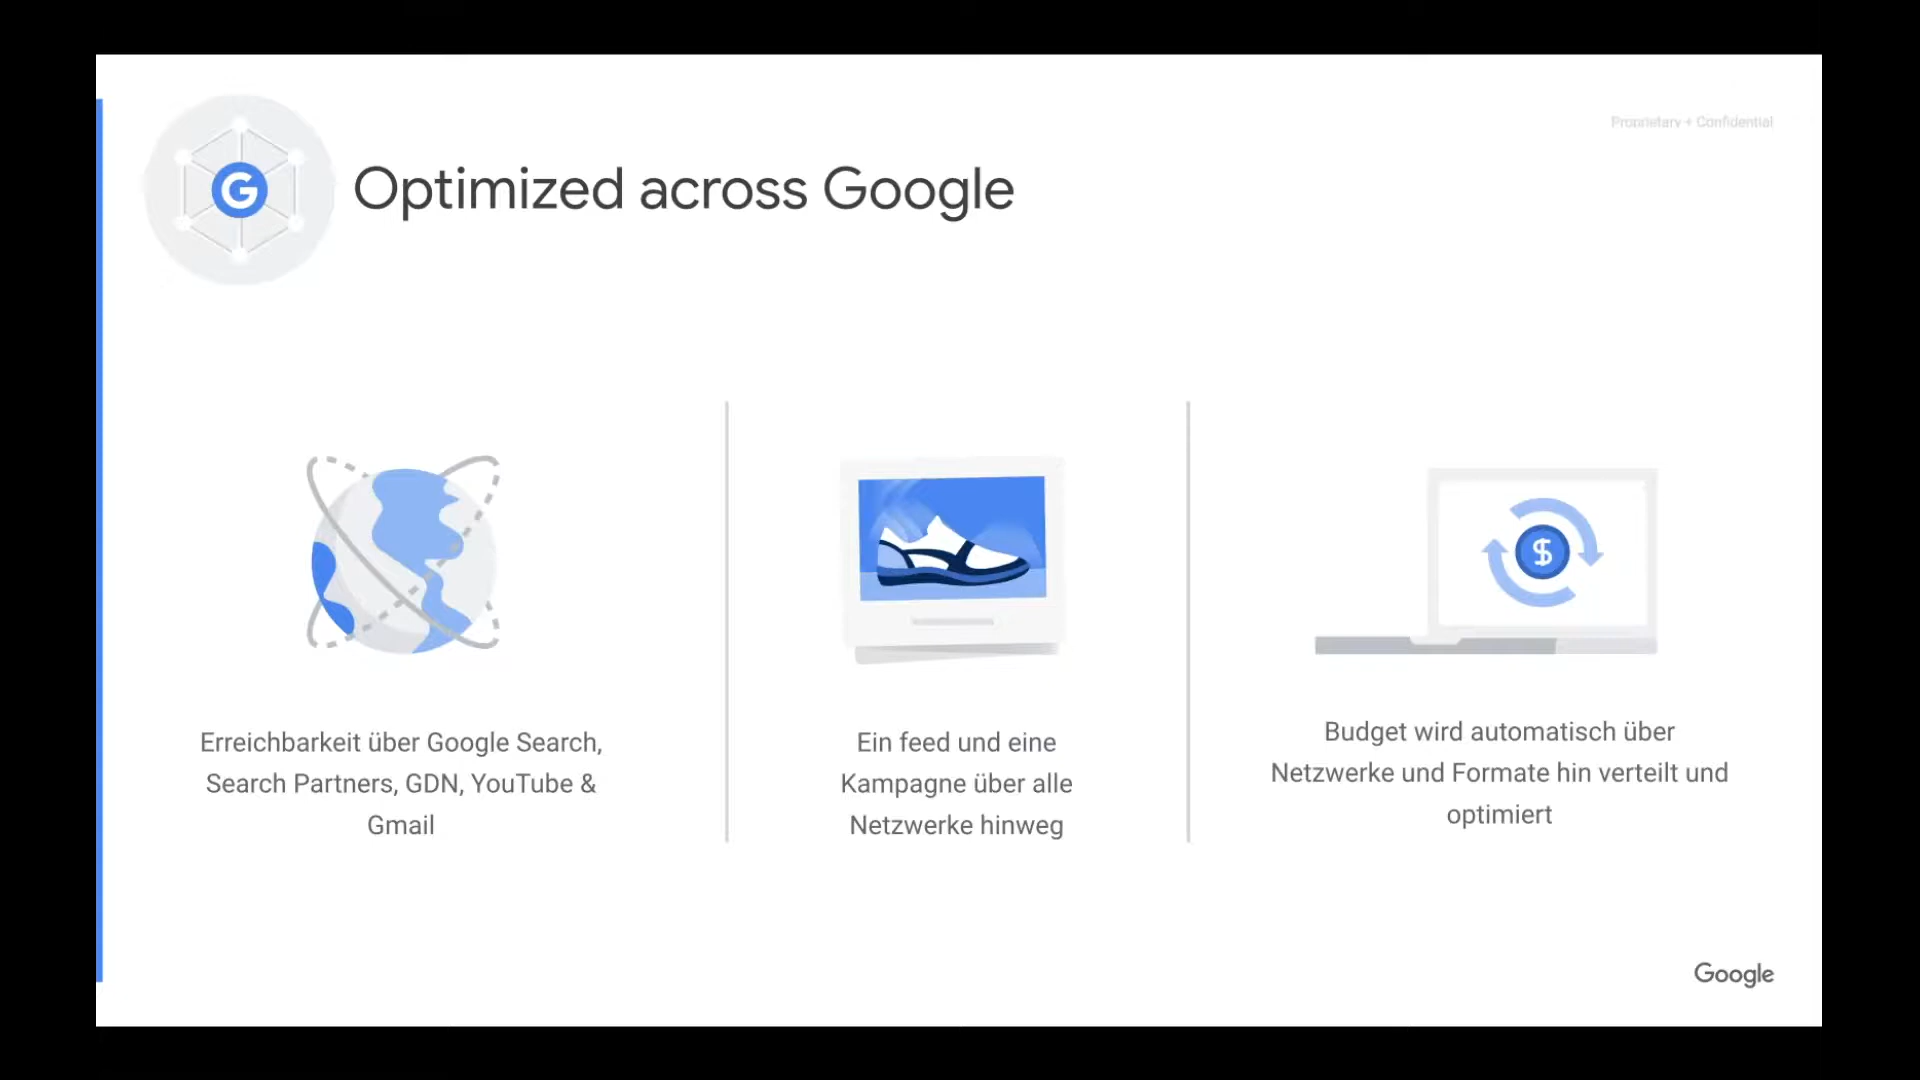 Proprietary + Confidential
Optimized across Google
Erreichbarkeit über Google Search,
Search Partners, GDN, YouTube &
Gmail
Ein feed und eine
Kampagne über alle
Netzwerke hinweg
Budget wird automatisch über
Netzwerke und Formate hin verteilt und
optimiert
Google